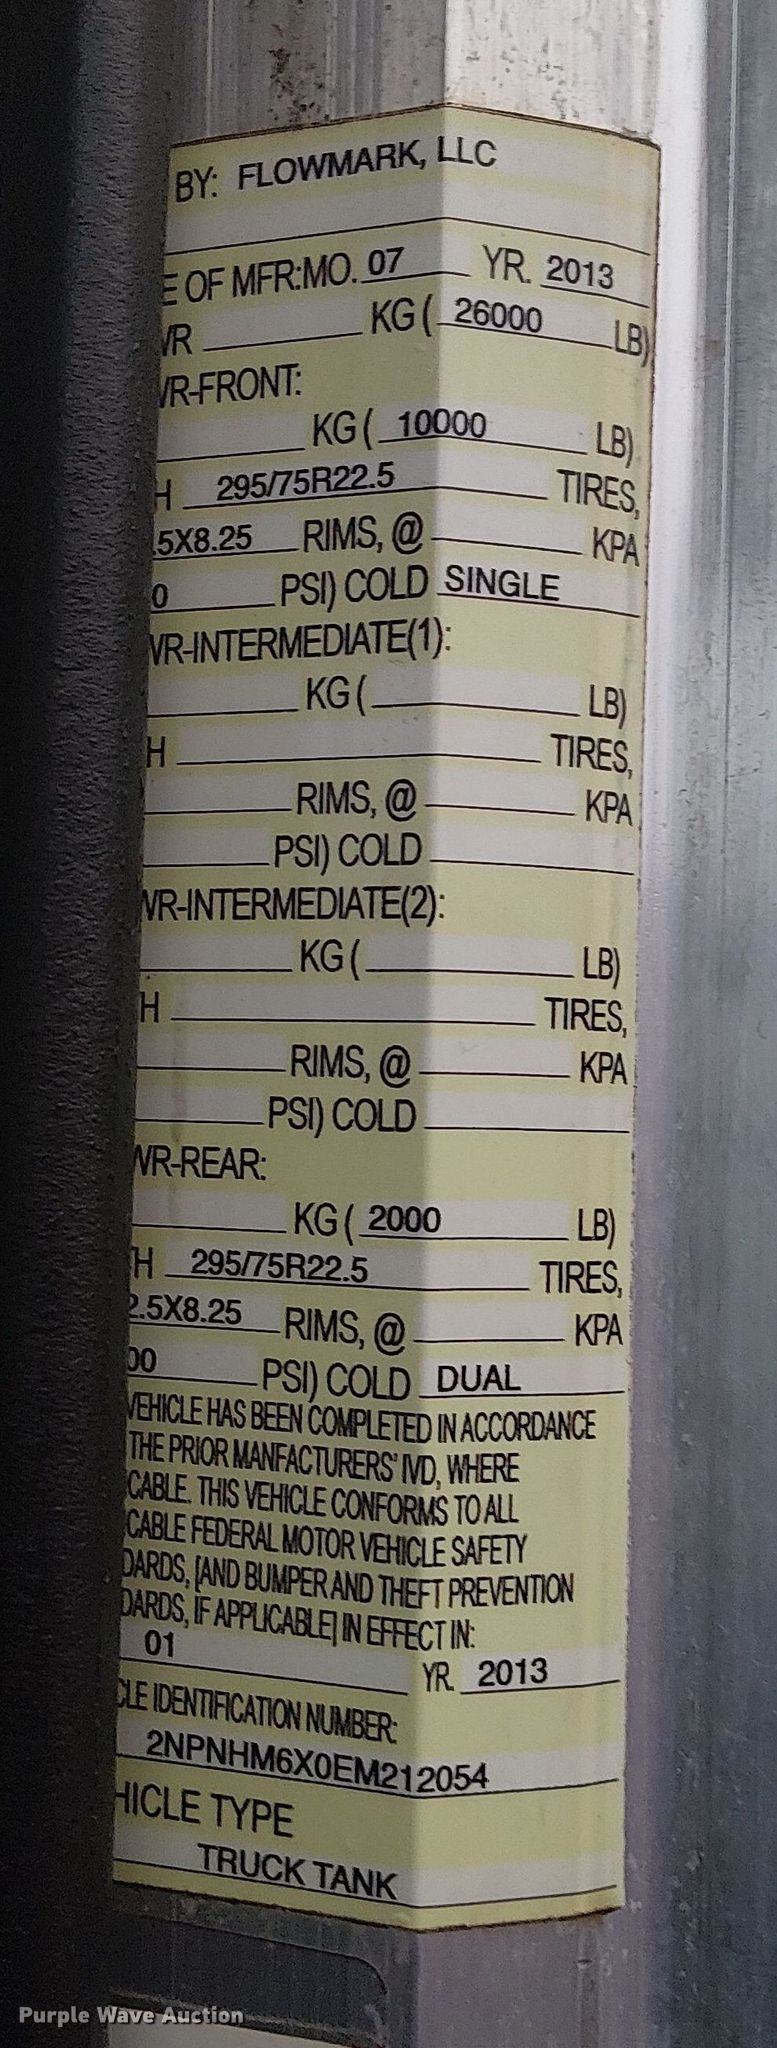 BY: FLOWMARK, LLC
E OF MFR:MO. 07 YR. 2013
VR KG ( 26000 LB)
VR-FRONT:
KG ( 10000 LB)
H 295/75R22.5 TIRES,
.5X8.25 RIMS, @ KPA
0 PSI) COLD SINGLE
VR-INTERMEDIATE(1):
KG ( LB)
H TIRES,
RIMS, @ KPA
PSI) COLD
WR-INTERMEDIATE(2):
KG ( LB)
H TIRES,
RIMS, @ KPA
PSI) COLD
WR-REAR:
KG ( 2000 LB)
TH 295/75R22.5 TIRES,
2.5X8.25 RIMS, @ KPA
00 PSI) COLD DUAL
VEHICLE HAS BEEN COMPLETED IN ACCORDANCE
THE PRIOR MANFACTURERS' IVD, WHERE
CABLE. THIS VEHICLE CONFORMS TO ALL
CABLE FEDERAL MOTOR VEHICLE SAFETY
DARDS, [AND BUMPER AND THEFT PREVENTION
DARDS, IF APPLICABLE] IN EFFECT IN:
01 YR. 2013
CLE IDENTIFICATION NUMBER:
2NPNHM6X0EM212054
HICLE TYPE
TRUCK TANK
Purple Wave Auction